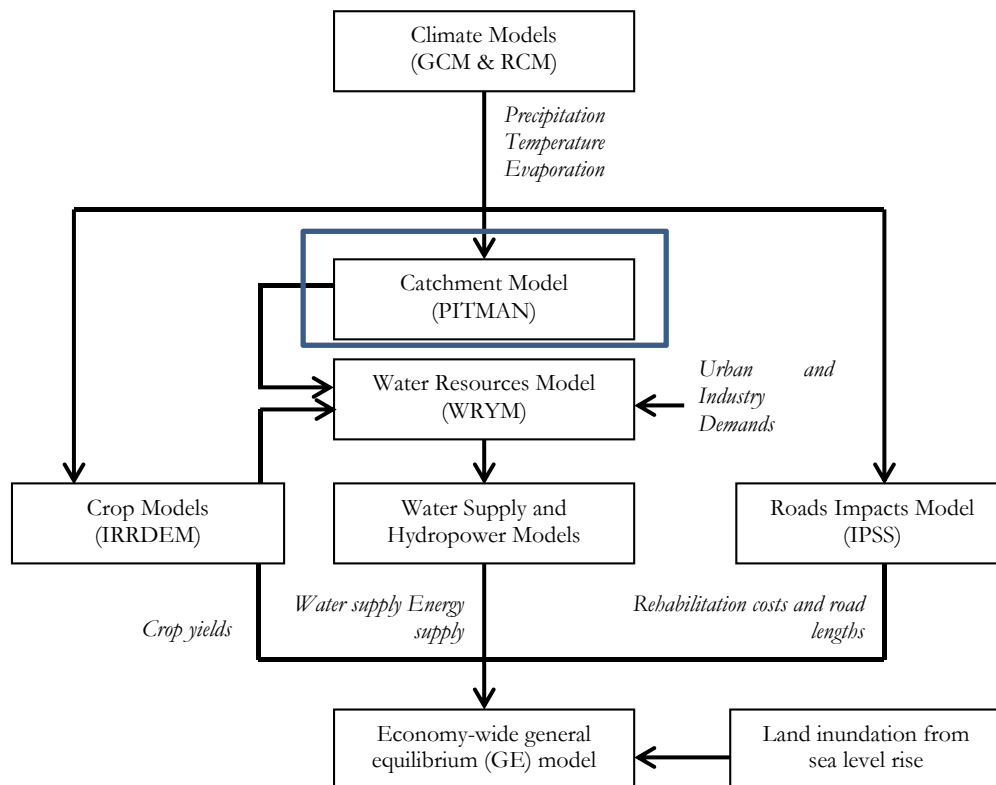 Climate Models
(GCM & RCM)
Precipitation
Temperature
Evaporation
Catchment Model
(PITMAN)
Water Resources Model
(WRYM)
Urban and
Industry
Demands
Crop Models
(IRRDEM)
Water Supply and
Hydropower Models
Roads Impacts Model
(IPSS)
Crop yields
Water supply Energy
supply
Rehabilitation costs and road
lengths
Economy-wide general
equilibrium (GE) model
Land inundation from
sea level rise